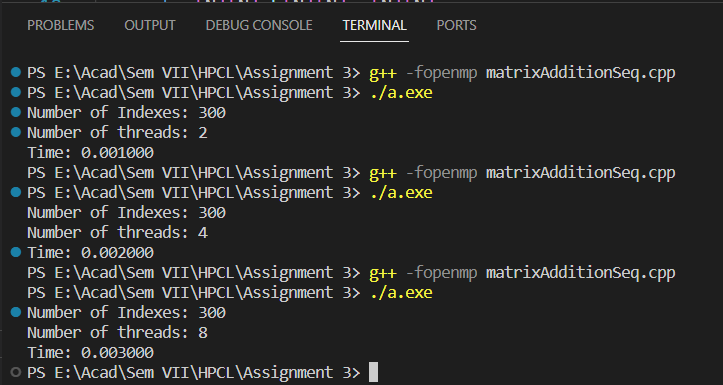 PROBLEMS OUTPUT DEBUG CONSOLE TERMINAL PORTS
PS E:\Acad\Sem VII\HPCL\Assignment 3> g++ -fopenmp matrixAdditionSeq.cpp
PS E:\Acad\Sem VII\HPCL\Assignment 3> ./a.exe
Number of Indexes: 300
Number of threads: 2
Time: 0.001000
PS E:\Acad\Sem VII\HPCL\Assignment 3> g++ -fopenmp matrixAdditionSeq.cpp
PS E:\Acad\Sem VII\HPCL\Assignment 3> ./a.exe
Number of Indexes: 300
Number of threads: 4
Time: 0.002000
PS E:\Acad\Sem VII\HPCL\Assignment 3> g++ -fopenmp matrixAdditionSeq.cpp
PS E:\Acad\Sem VII\HPCL\Assignment 3> ./a.exe
Number of Indexes: 300
Number of threads: 8
Time: 0.003000
PS E:\Acad\Sem VII\HPCL\Assignment 3>